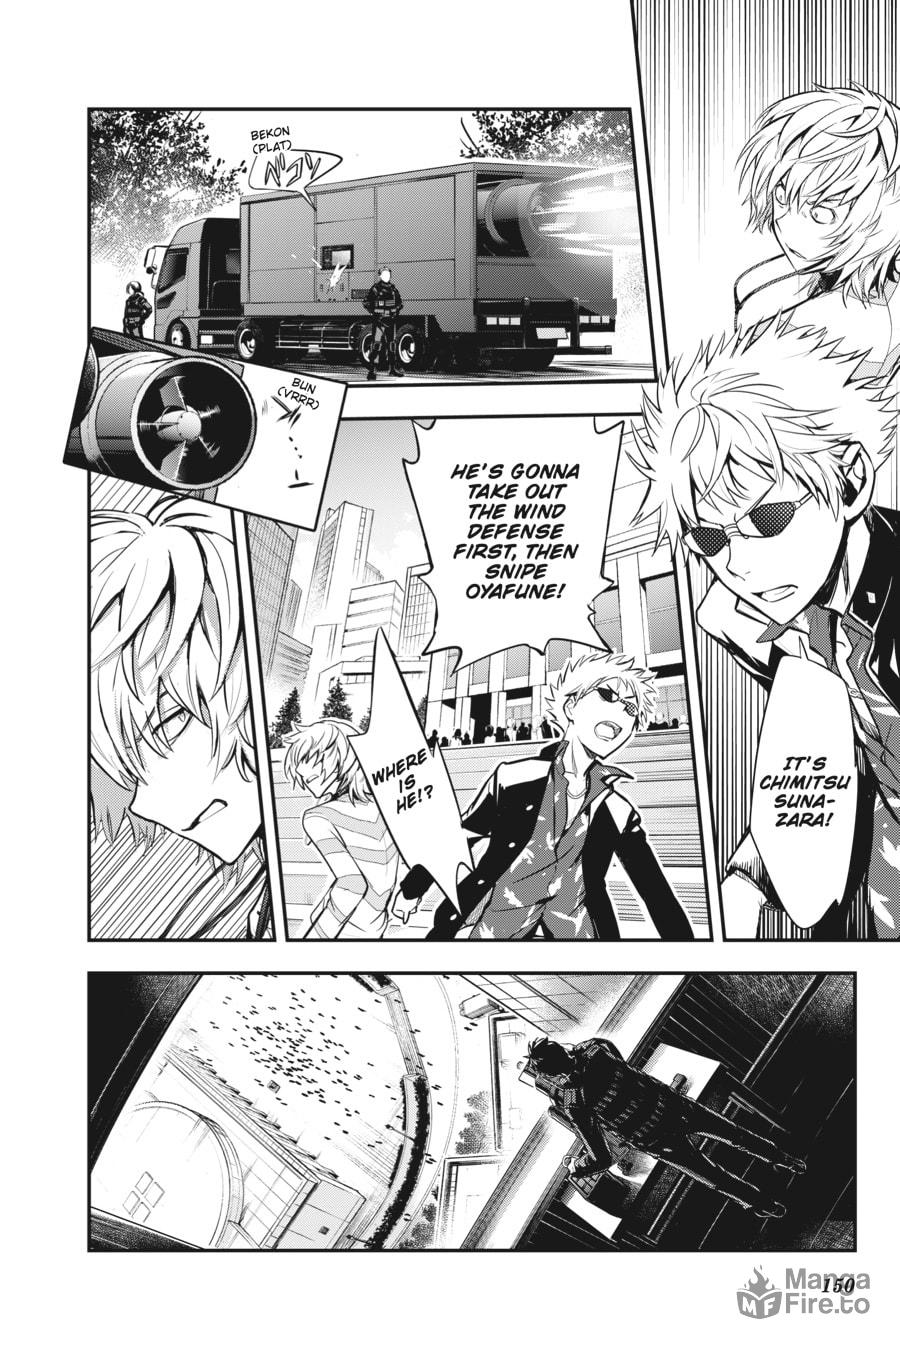 BEKON
(PLAT)
ベコッ
BUN
(VRRR)
IT'S
CHIMITSU
SUNA-
ZARA!
HE'S GONNA
TAKE OUT
THE WIND
DEFENSE
FIRST, THEN
SNIPE
OYAFUNE!
WHERE
IS
HE!?
150
Manga
Fire.to
MF